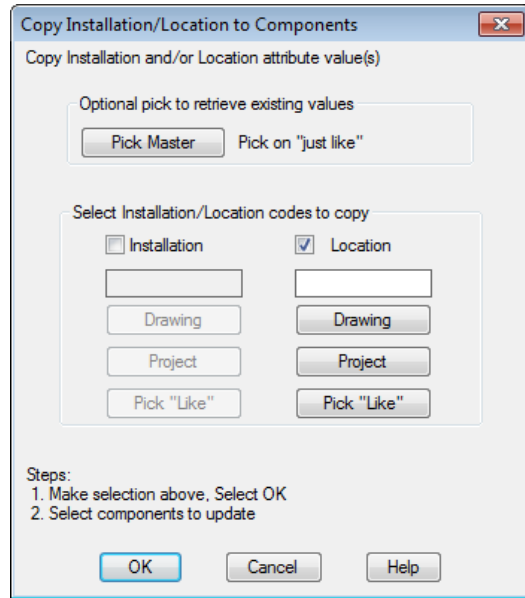 Copy Installation/Location to Components
Copy Installation and/or Location attribute value(s)
Optional pick to retrieve existing values
Pick Master Pick on "just like"
Select Installation/Location codes to copy
Installation Location
Drawing Drawing
Project Project
Pick "Like" Pick "Like"
Steps:
1. Make selection above, Select OK
2. Select components to update
OK Cancel Help